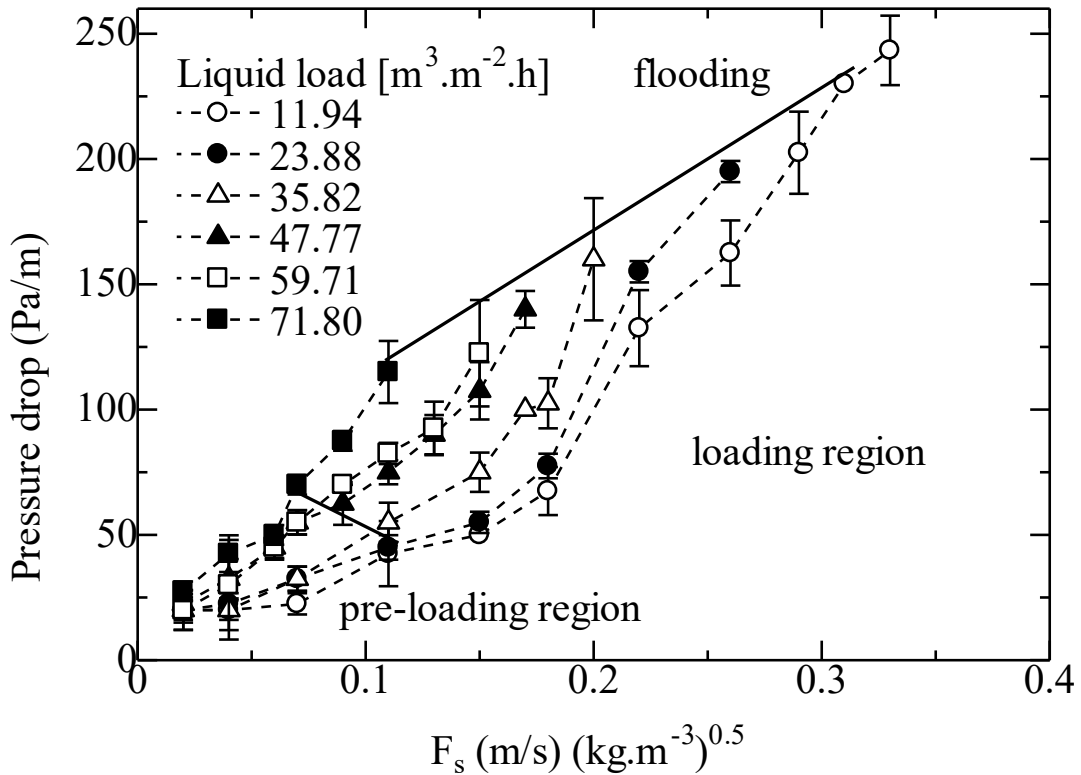 250
200
150
100
50
0
Pressure drop (Pa/m)
Liquid load [m³.m⁻².h]
11.94
23.88
35.82
47.77
59.71
71.80
flooding
loading region
pre-loading region
0 0.1 0.2 0.3 0.4
Fₛ (m/s) (kg.m⁻³)⁰·⁵